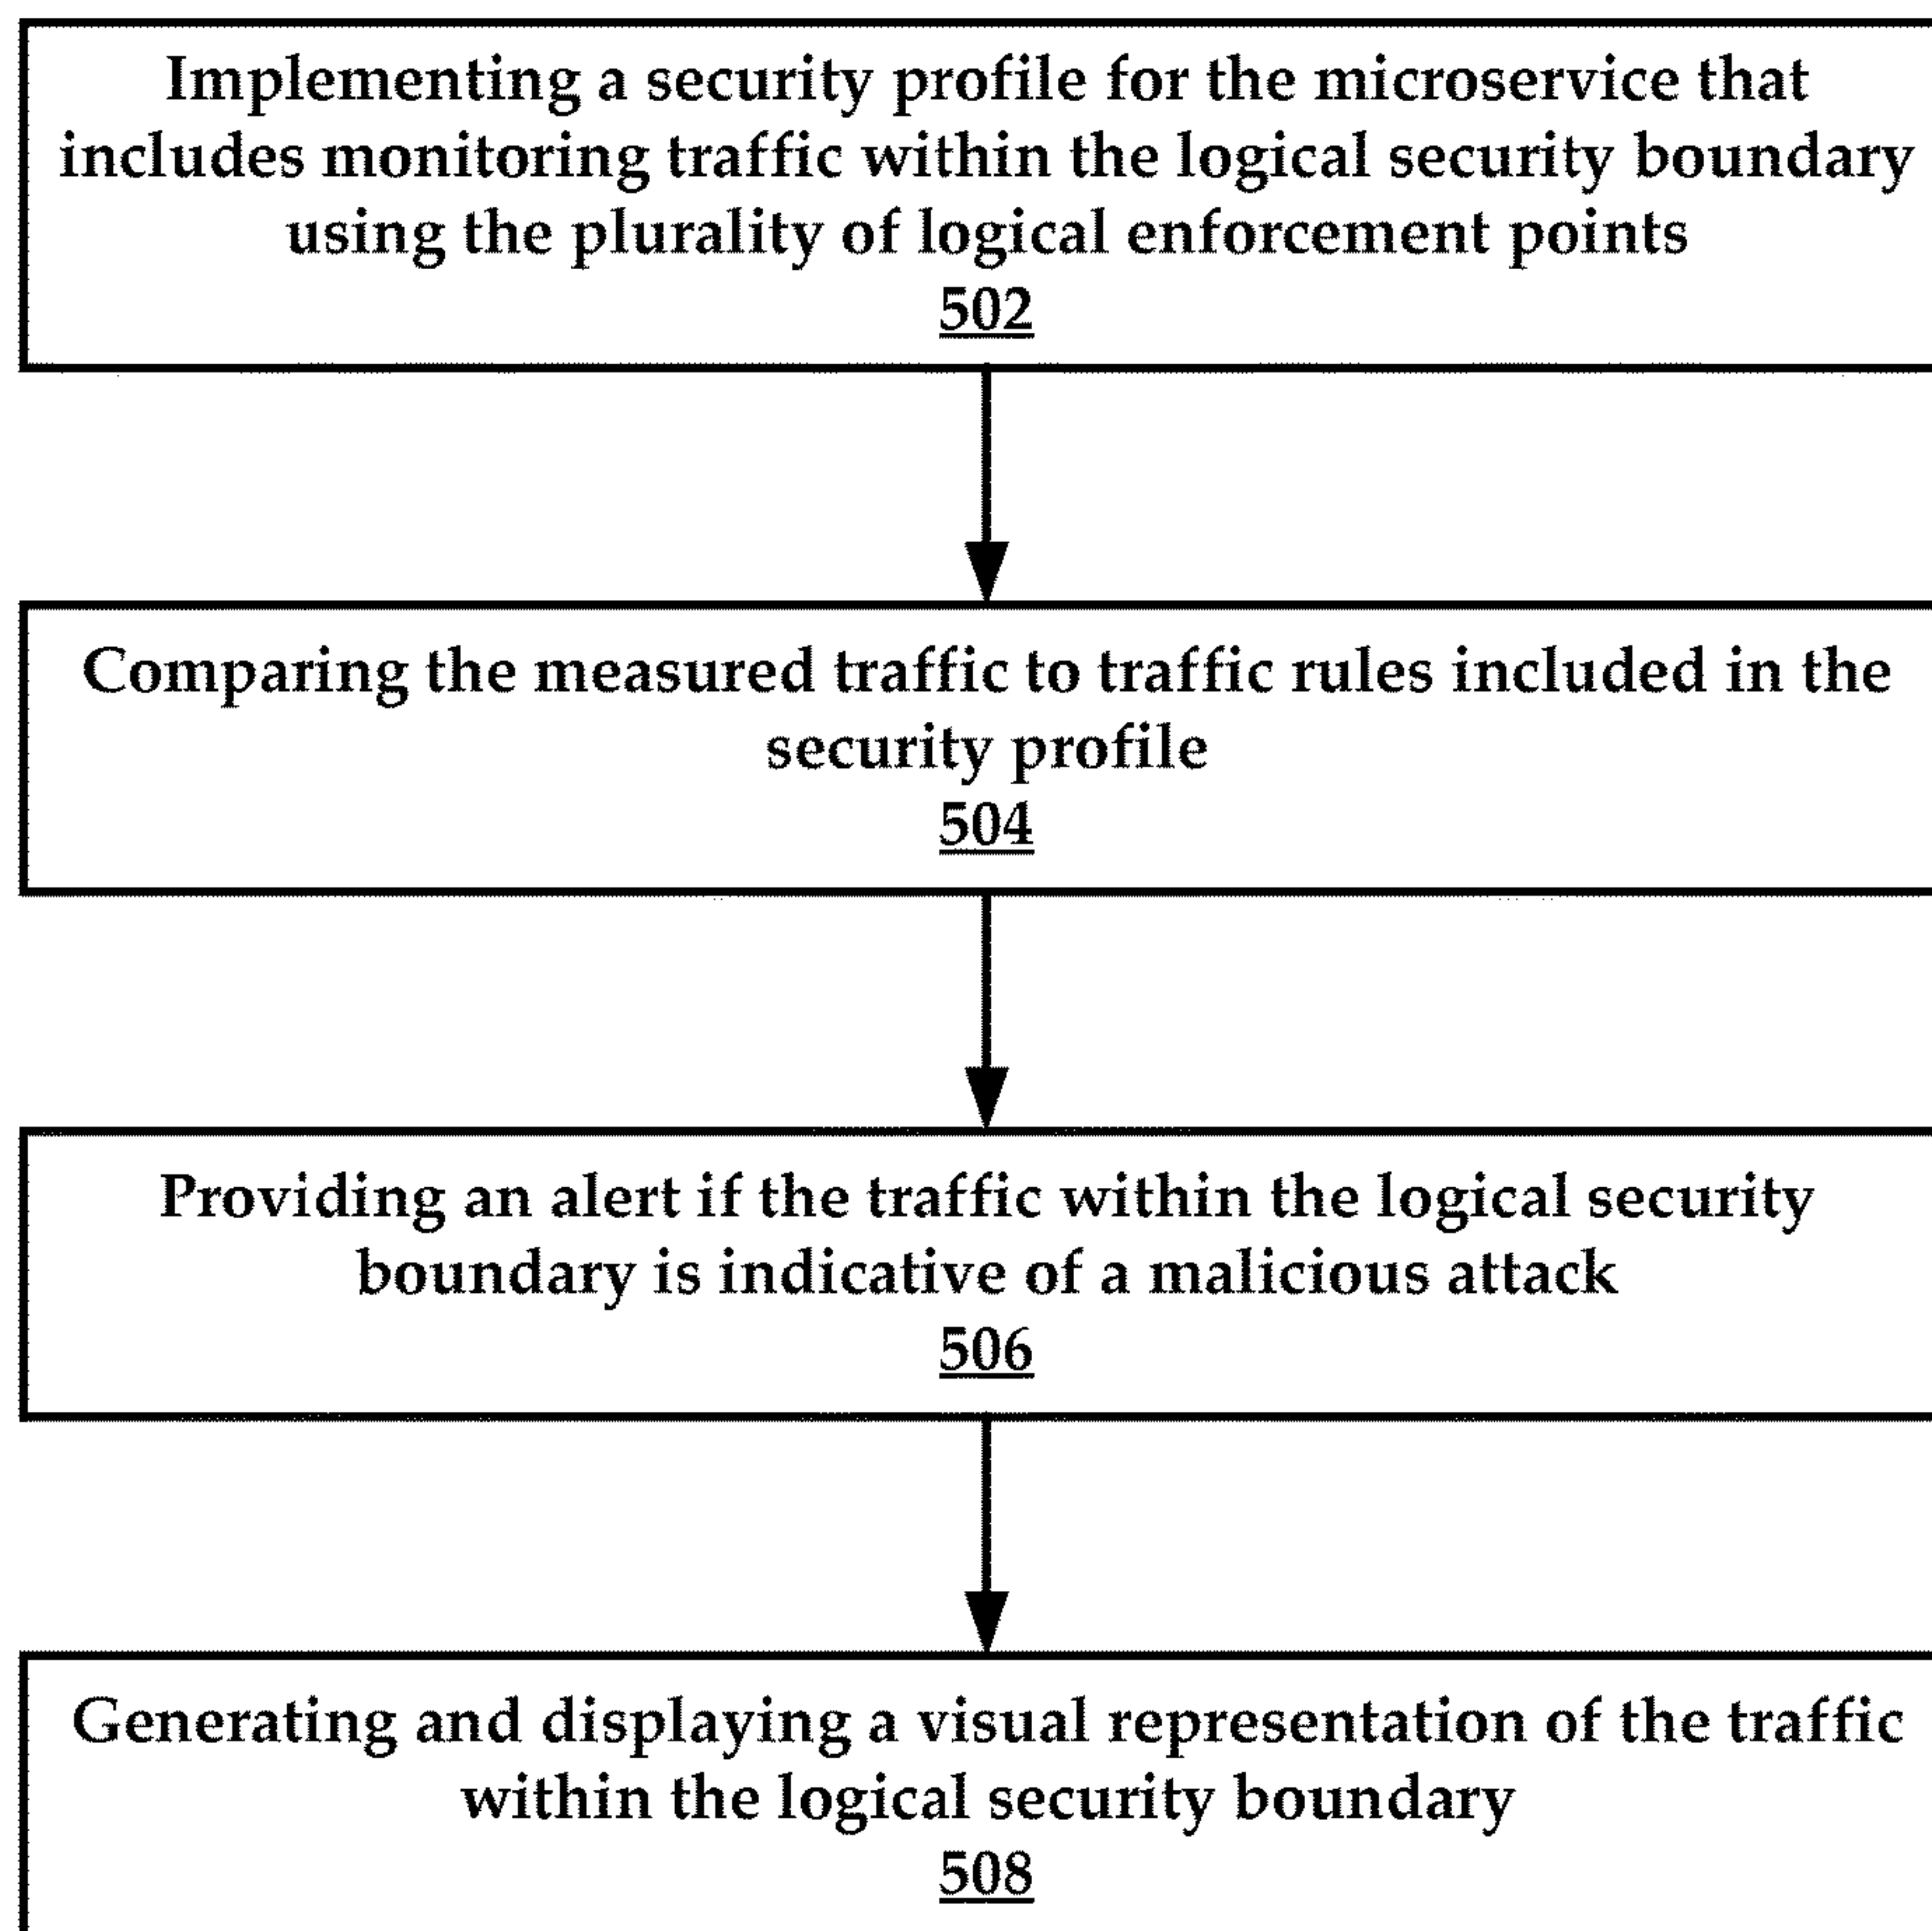 Implementing a security profile for the microservice that
includes monitoring traffic within the logical security boundary
using the plurality of logical enforcement points
502
Comparing the measured traffic to traffic rules included in the
security profile
504
Providing an alert if the traffic within the logical security
boundary is indicative of a malicious attack
506
Generating and displaying a visual representation of the traffic
within the logical security boundary
508